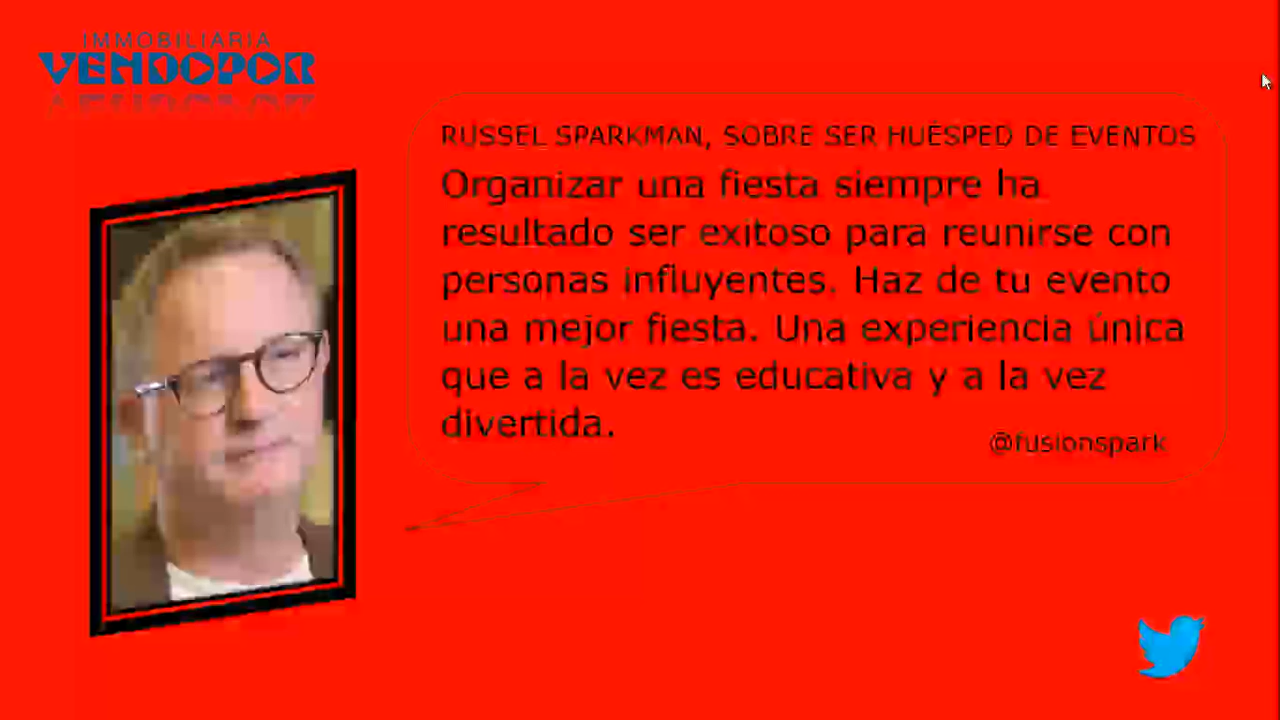 IMMOBILIARIA
VENDOPOR
RUSSEL SPARKMAN, SOBRE SER HUÉSPED DE EVENTOS
Organizar una fiesta siempre ha
resultado ser exitoso para reunirse con
personas influyentes. Haz de tu evento
una mejor fiesta. Una experiencia única
que a la vez es educativa y a la vez
divertida.
@fusionspark